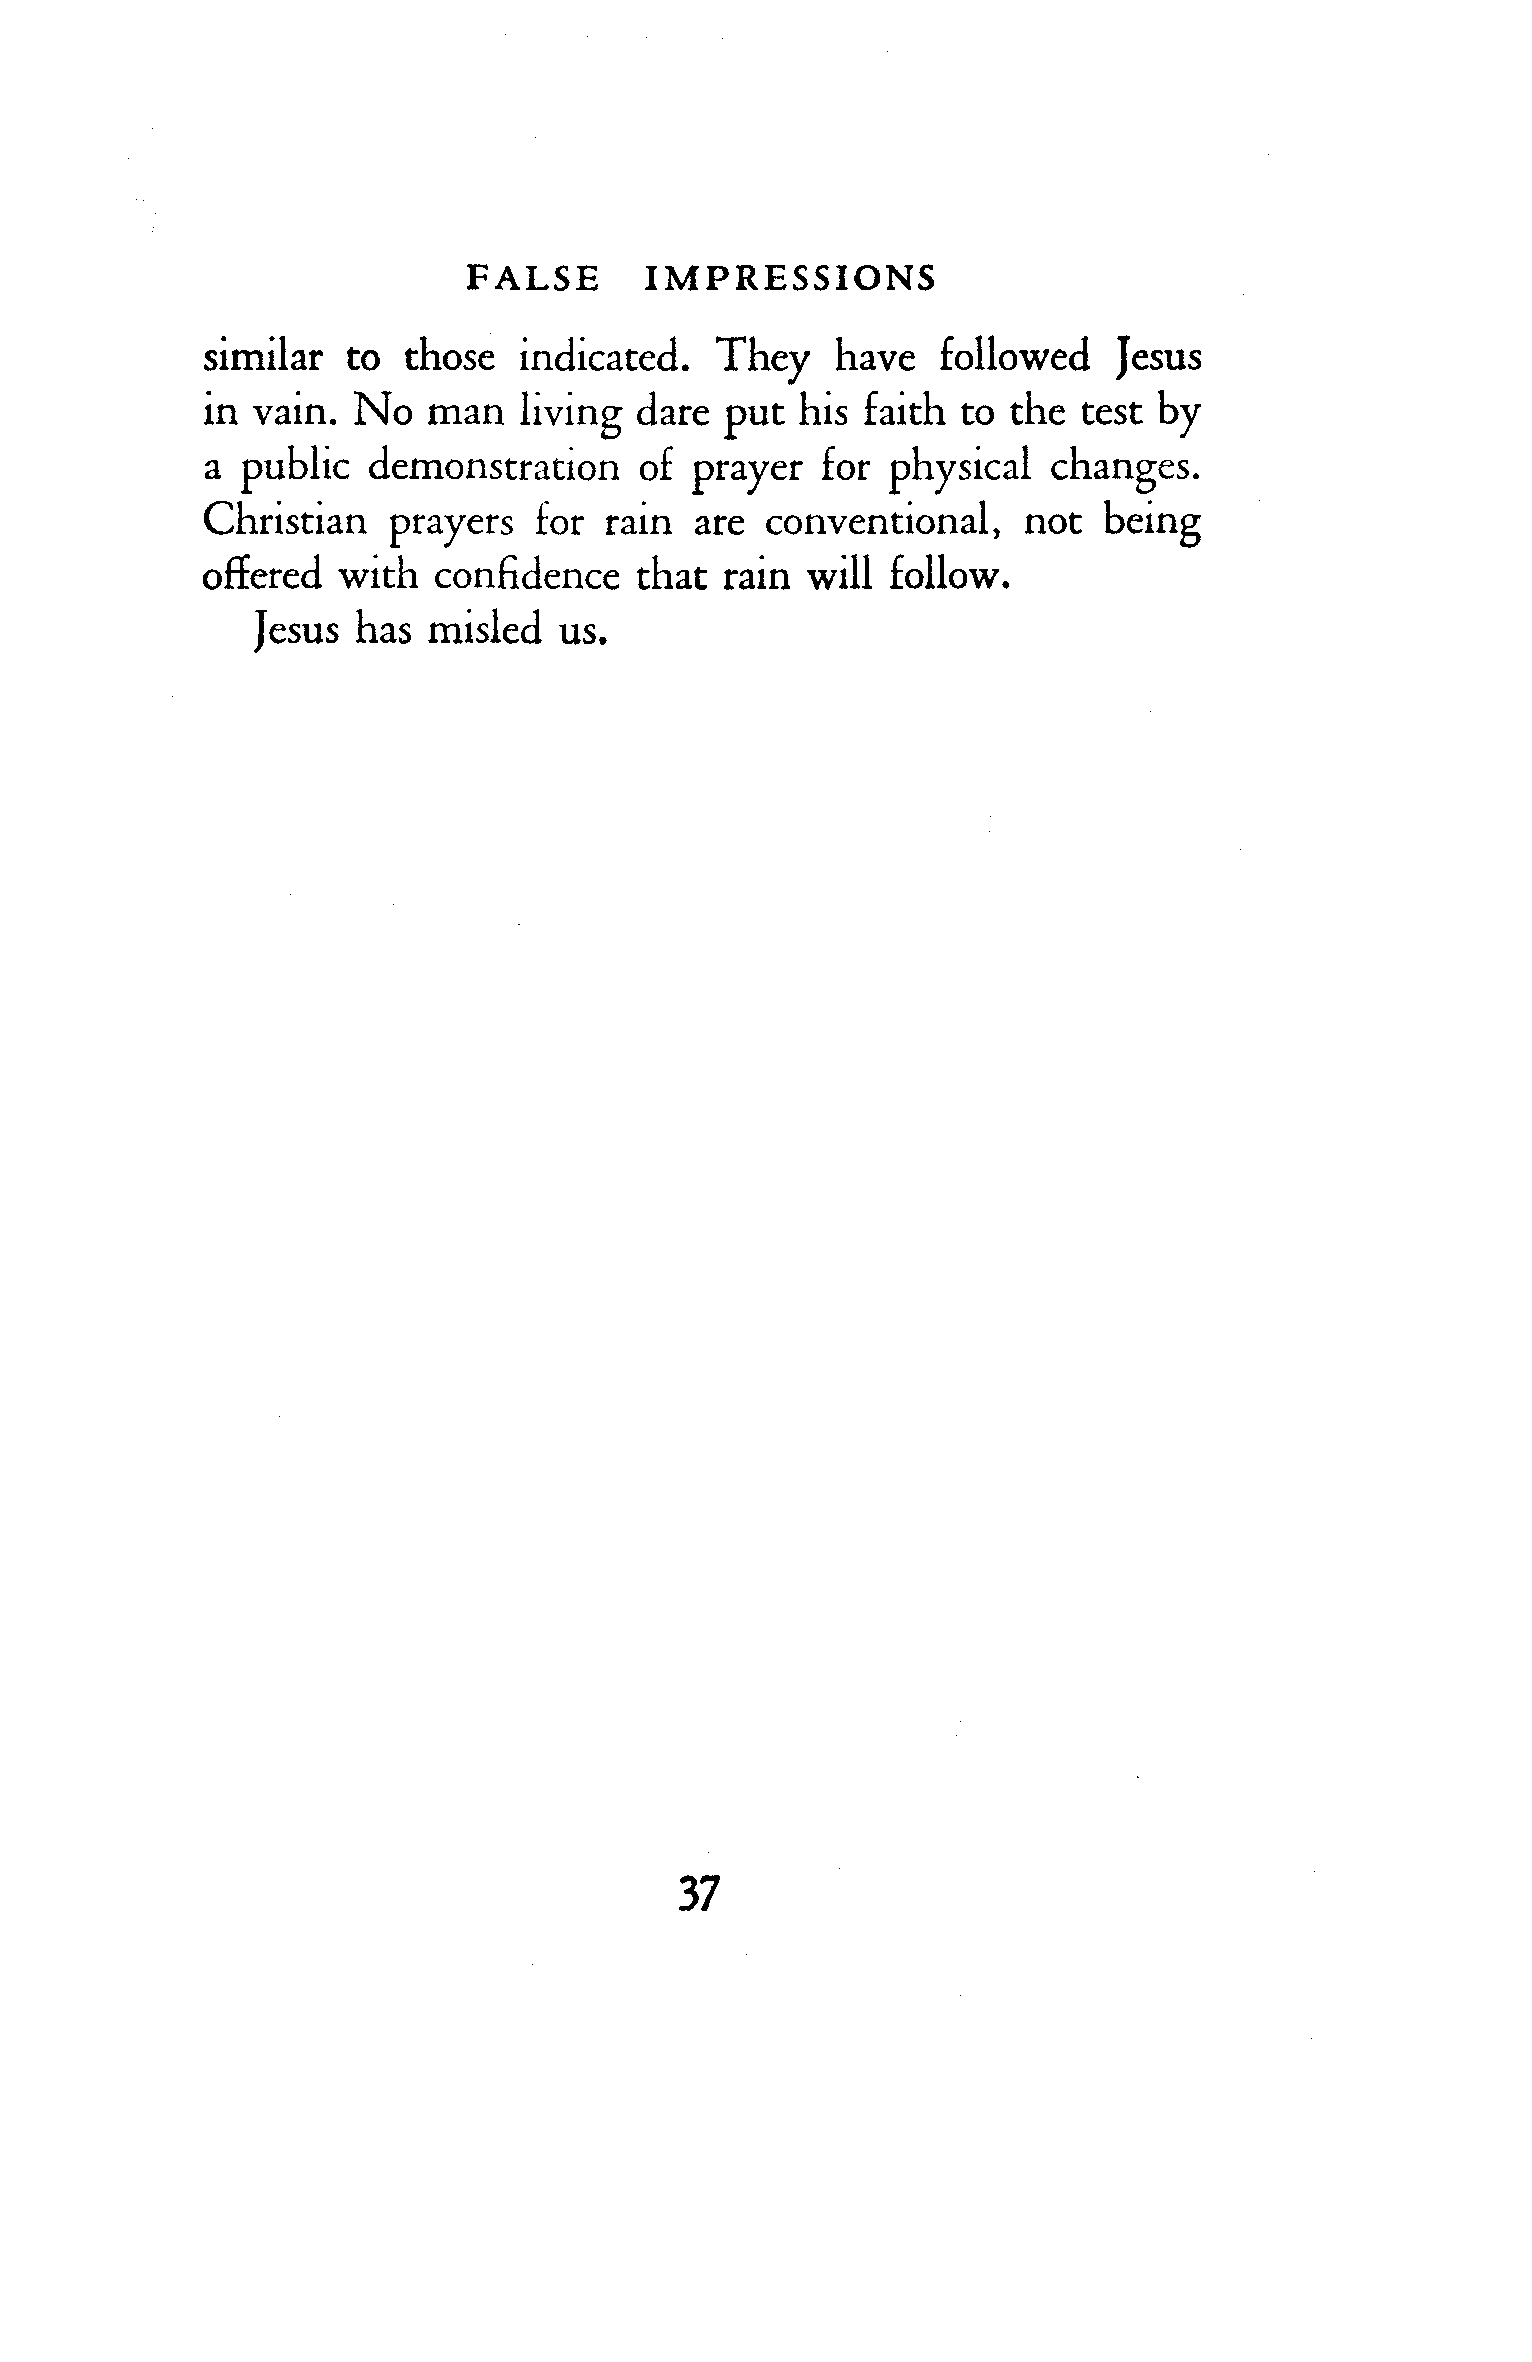 FALSE IMPRESSIONS
similar to those indicated. They have followed Jesus
in vain. No man living dare put his faith to the test by
a public demonstration of prayer for physical changes.
Christian prayers for rain are conventional, not being
offered with confidence that rain will follow.
Jesus has misled us.
37